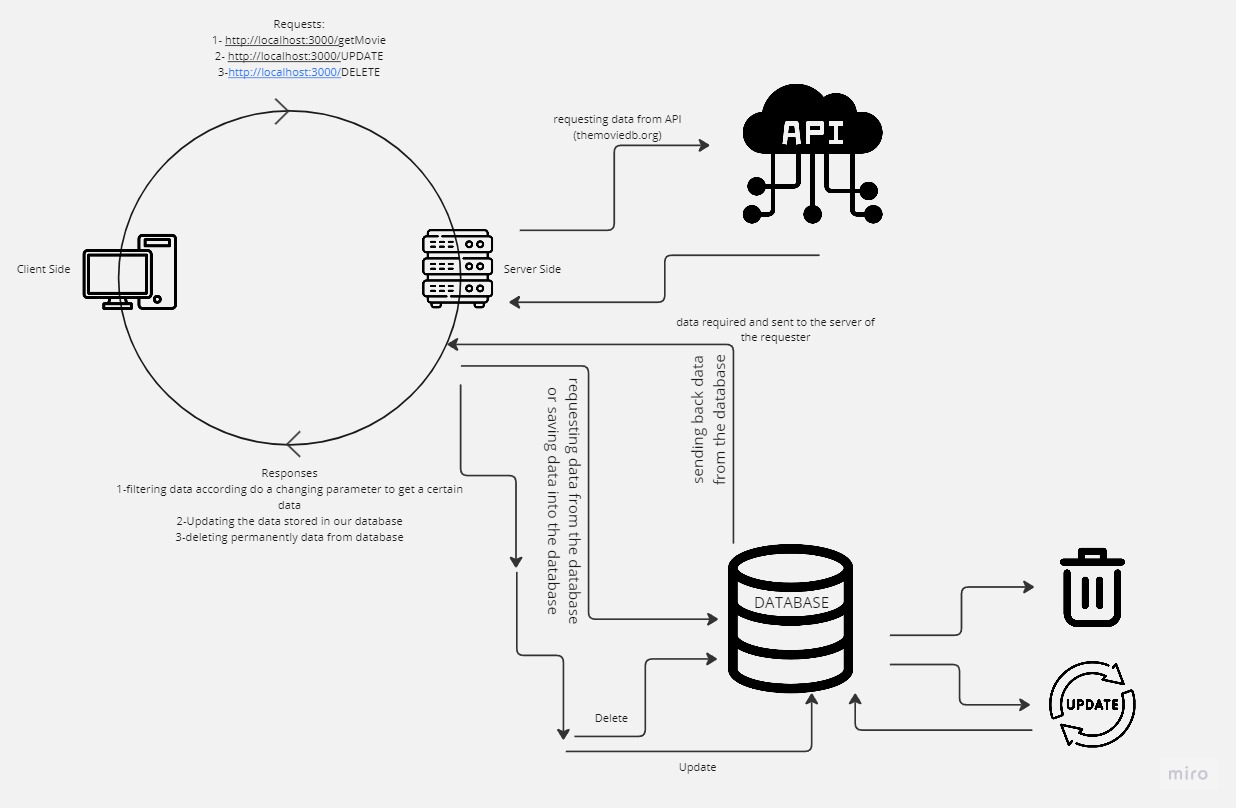 Requests:
1- http://localhost:3000/getMovie
2- http://localhost:3000/UPDATE
3-http://localhost:3000/DELETE
requesting data from API
(themoviedb.org)
API
Client Side
Server Side
data required and sent to the server of
the requester
sending back data
from the database
requesting data from the database
or saving data into the database
Responses
1-filtering data according do a changing parameter to get a certain
data
2-Updating the data stored in our database
3-deleting permanently data from database
DATABASE
UPDATE
Delete
Update
miro